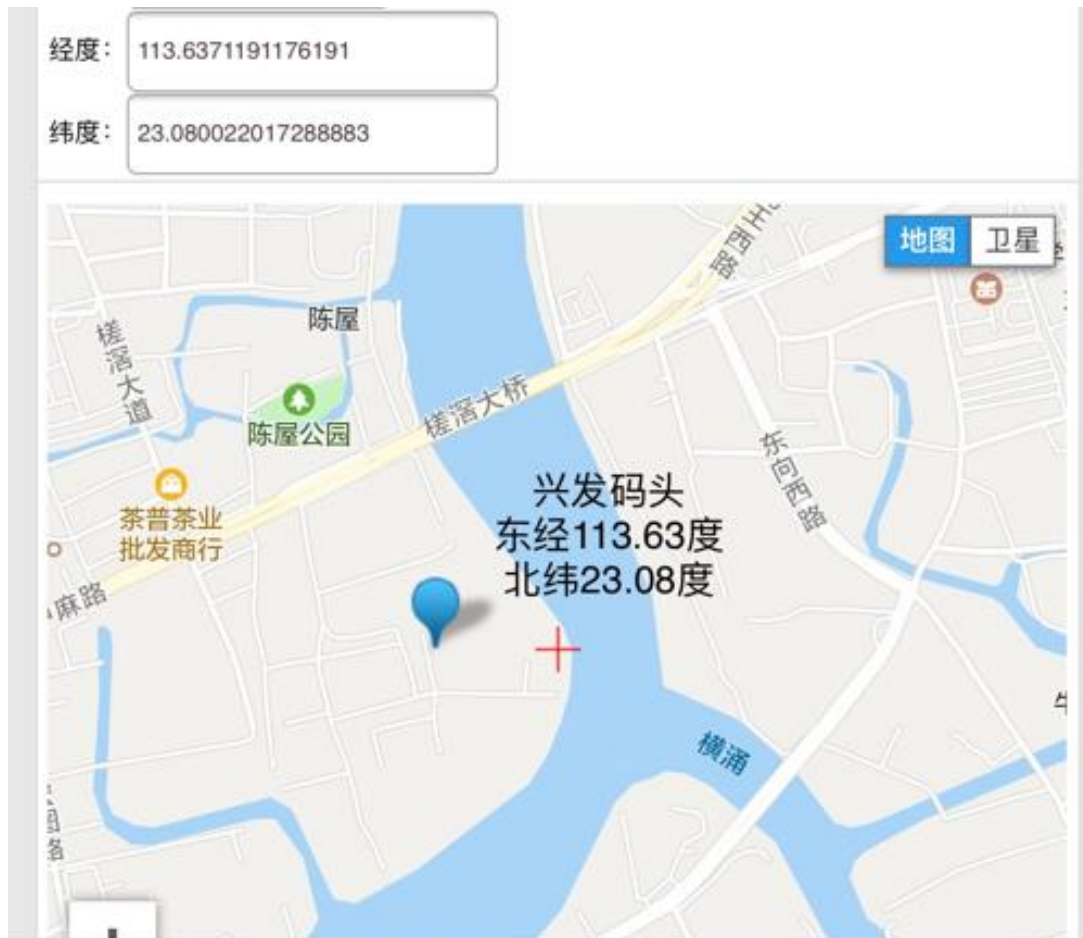 经度：
113.6371191176191
纬度：
23.080022017288883
地图
卫星
王西路
陈屋
槎滘大道
槎滘大桥
陈屋公园
东向西路
兴发码头
东经113.63度
北纬23.08度
茶普茶业
批发商行
麻路
横涌